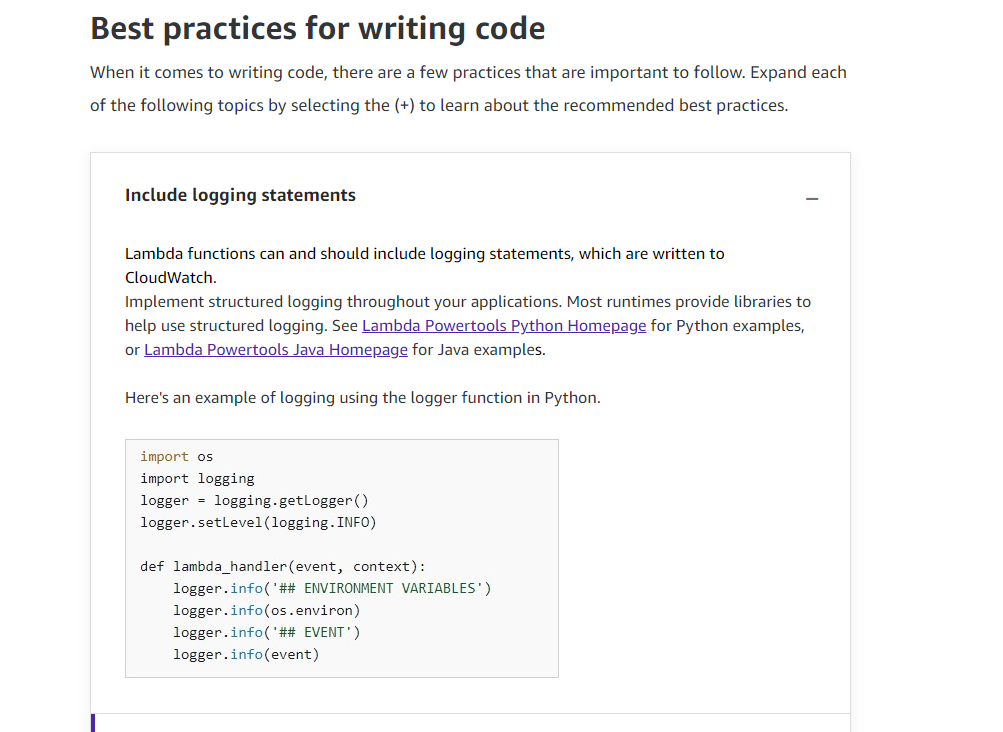 Best practices for writing code
When it comes to writing code, there are a few practices that are important to follow. Expand each
of the following topics by selecting the (+) to learn about the recommended best practices.
Include logging statements
Lambda functions can and should include logging statements, which are written to
CloudWatch.
Implement structured logging throughout your applications. Most runtimes provide libraries to
help use structured logging. See Lambda Powertools Python Homepage for Python examples,
or Lambda Powertools Java Homepage for Java examples.
Here's an example of logging using the logger function in Python.
import os
import logging
logger = logging.getLogger()
logger.setLevel(logging.INFO)
def lambda_handler(event, context):
    logger.info('## ENVIRONMENT VARIABLES')
    logger.info(os.environ)
    logger.info('## EVENT')
    logger.info(event)